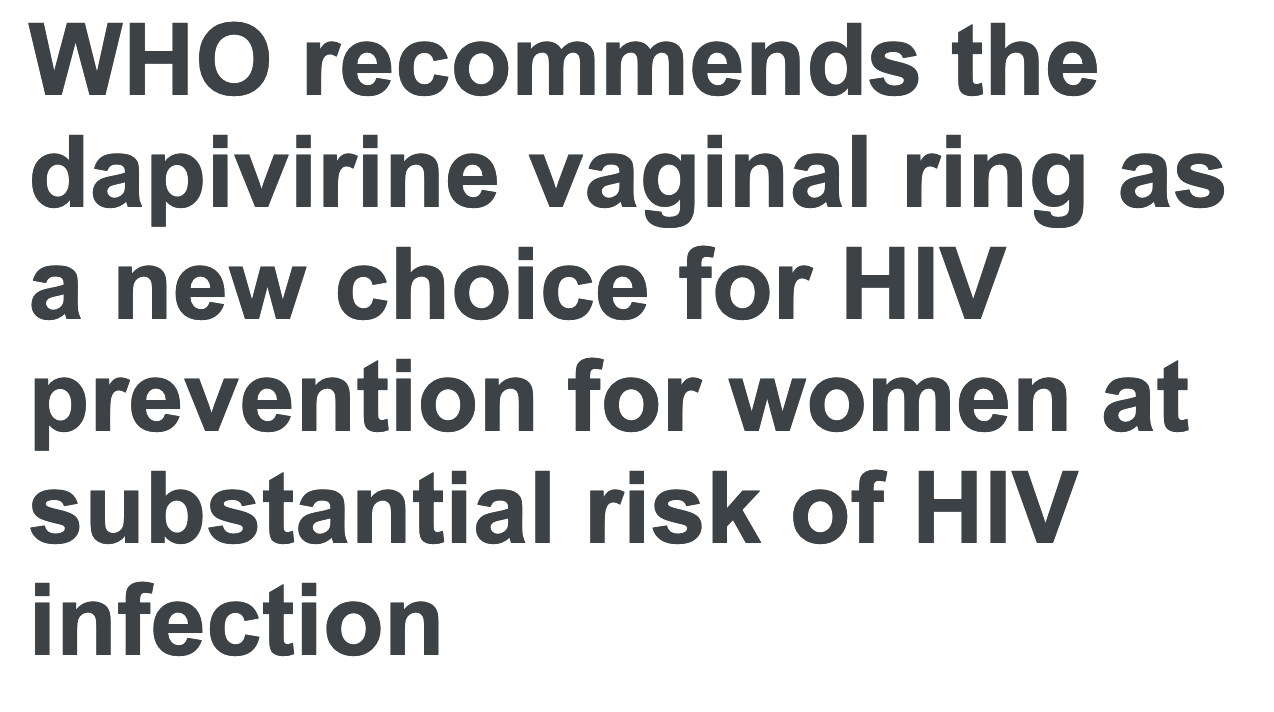 WHO recommends the
dapivirine vaginal ring as
a new choice for HIV
prevention for women at
substantial risk of HIV
infection